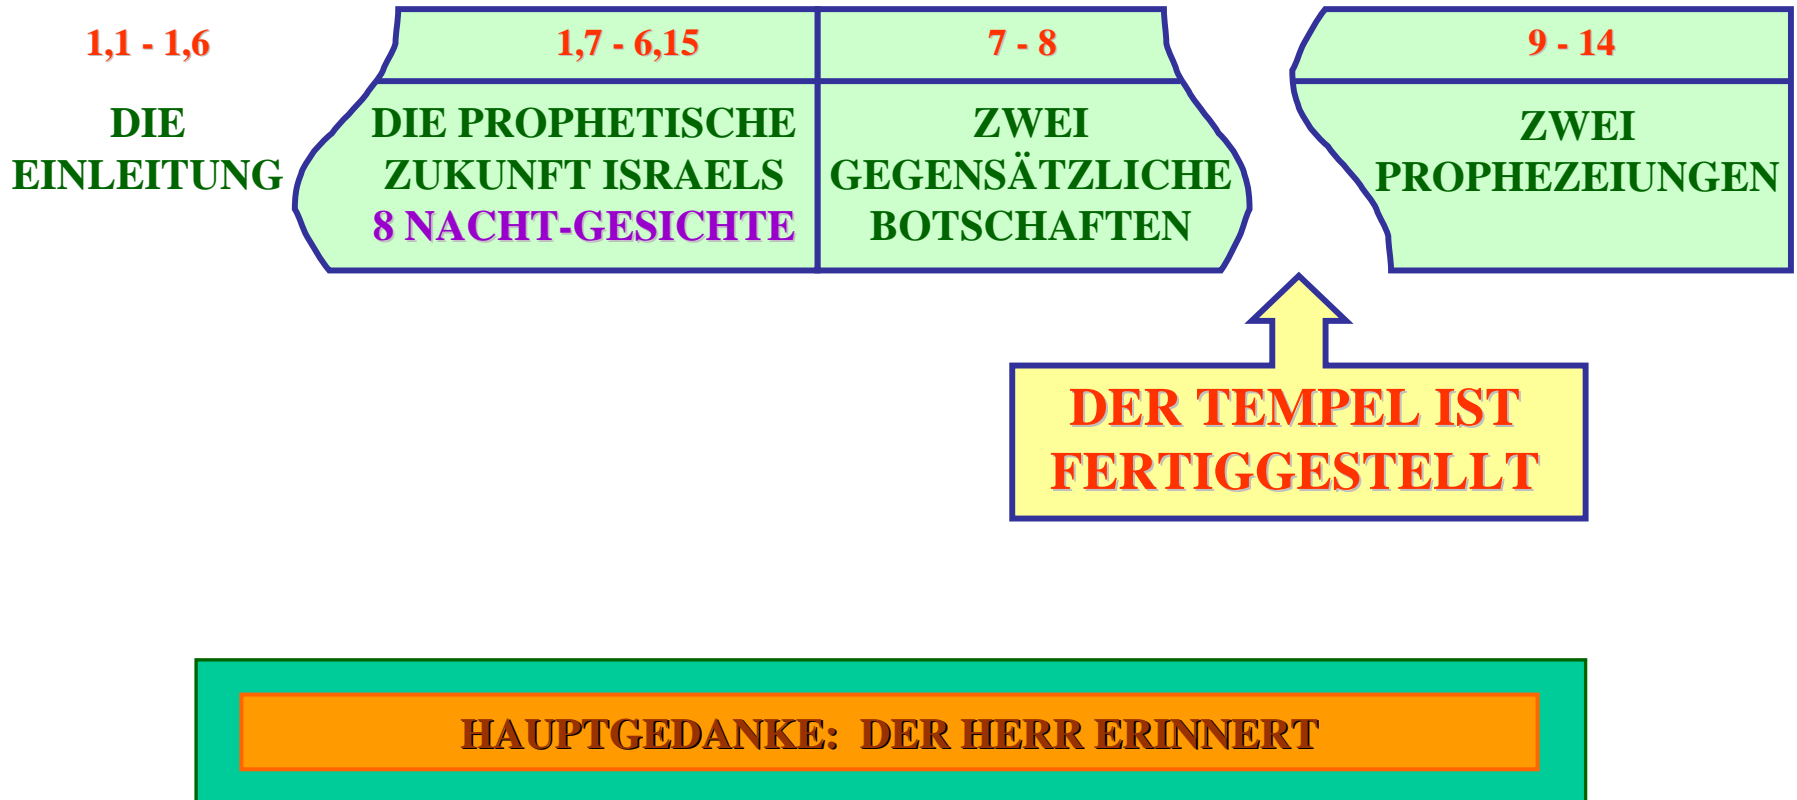 1,1 - 1,6
DIE
EINLEITUNG
1,7 - 6,15
DIE PROPHETISCHE
ZUKUNFT ISRAELS
8 NACHT-GESICHTE
7 - 8
ZWEI
GEGENSÄTZLICHE
BOTSCHAFTEN
9 - 14
ZWEI
PROPHEZEIUNGEN
DER TEMPEL IST
FERTIGGESTELLT
HAUPTGEDANKE: DER HERR ERINNERT